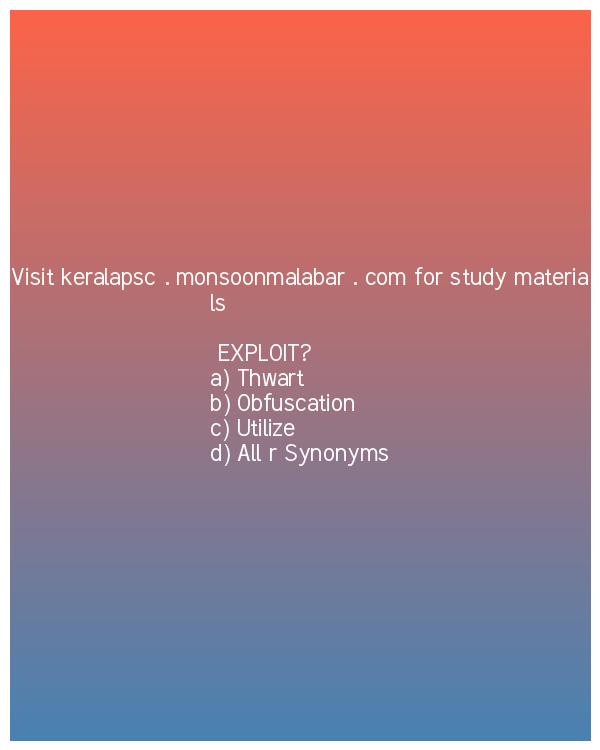 Visit keralapsc . monsoonmalabar . com for study materia
ls
EXPLOIT?
a) Thwart
b) Obfuscation
c) Utilize
d) All r Synonyms